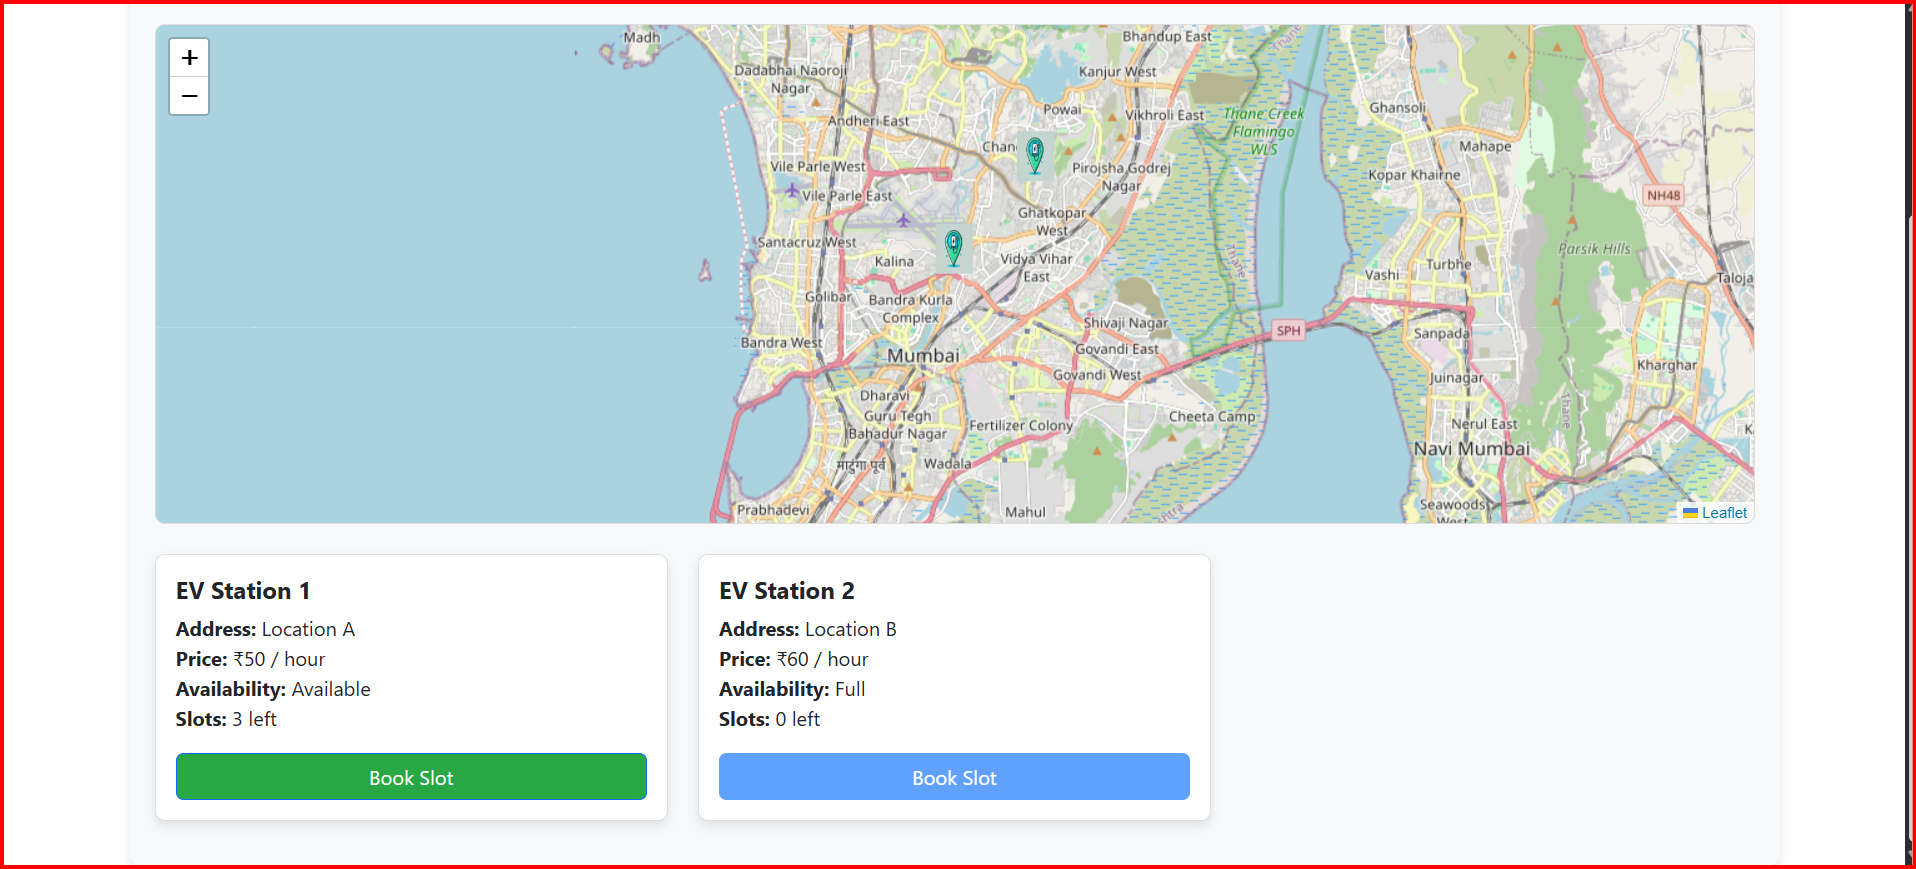 +
−
Madh
Bhandup East
Dadabhai Naoroji
Nagar
Kanjur West
Powai
Andheri East
Vikhroli East
Thane Creek
Flamingo
WLS
Thane
Ghansoli
Mahape
Vile Parle West
Pirojsha Godrej
Nagar
Kopar Khairne
Vile Parle East
NH48
Ghatkopar
West
Santacruz West
Kalina
Vidya Vihar
East
Thane
Parsik Hills
Turbhe
Vashi
Taloja
Golibar
Bandra Kurla
Complex
Shivaji Nagar
SPH
Sanpada
Bandra West
Mumbai
Govandi East
Govandi West
Kharghar
Juinagar
Dharavi
Guru Tegh
Bahadur Nagar
Fertilizer Colony
Cheeta Camp
Thane
Nerul East
Navi Mumbai
माटुंगा पूर्व
Wadala
Prabhadevi
Mahul
Seawoods
West
Leaflet
EV Station 1
Address: Location A
Price: ₹50 / hour
Availability: Available
Slots: 3 left
Book Slot
EV Station 2
Address: Location B
Price: ₹60 / hour
Availability: Full
Slots: 0 left
Book Slot